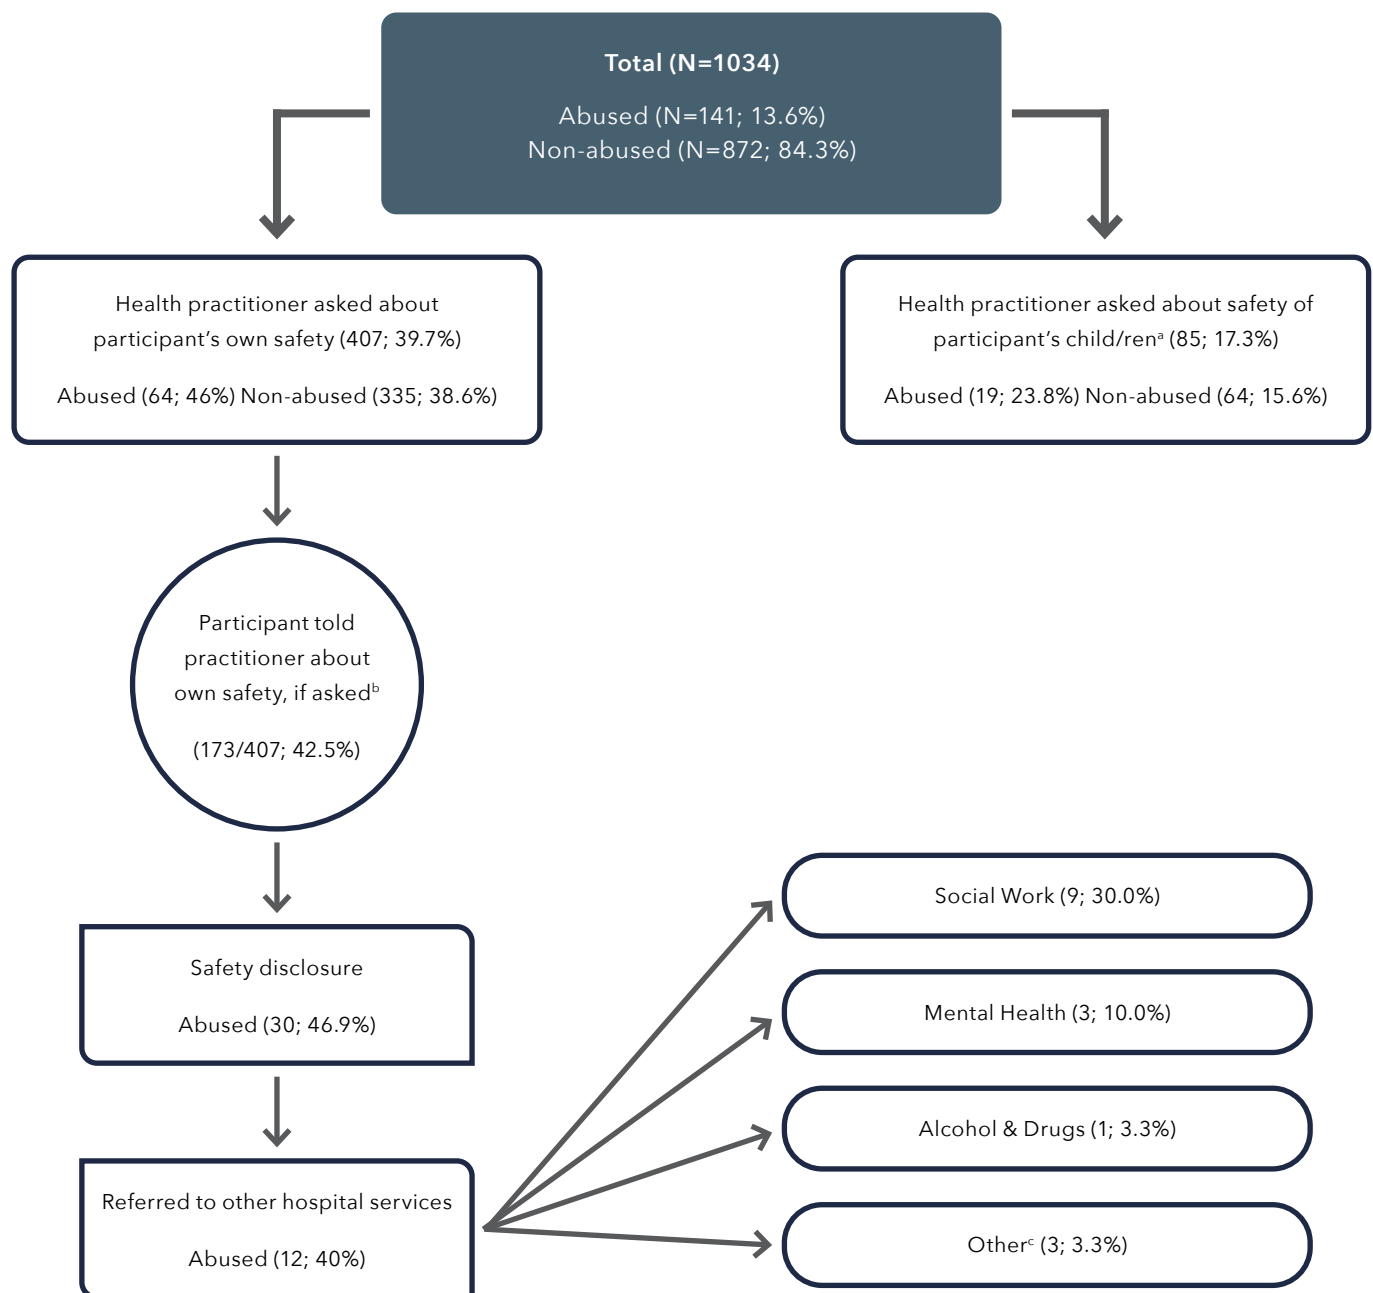 Total (N=1034)
Abused (N=141; 13.6%)
Non-abused (N=872; 84.3%)
Health practitioner asked about
participant's own safety (407; 39.7%)
Abused (64; 46%) Non-abused (335; 38.6%)
Health practitioner asked about safety of
participant's child/renᵃ (85; 17.3%)
Abused (19; 23.8%) Non-abused (64; 15.6%)
Participant told
practitioner about
own safety, if askedᵇ
(173/407; 42.5%)
Safety disclosure
Abused (30; 46.9%)
Referred to other hospital services
Abused (12; 40%)
Social Work (9; 30.0%)
Mental Health (3; 10.0%)
Alcohol & Drugs (1; 3.3%)
Otherᶜ (3; 3.3%)